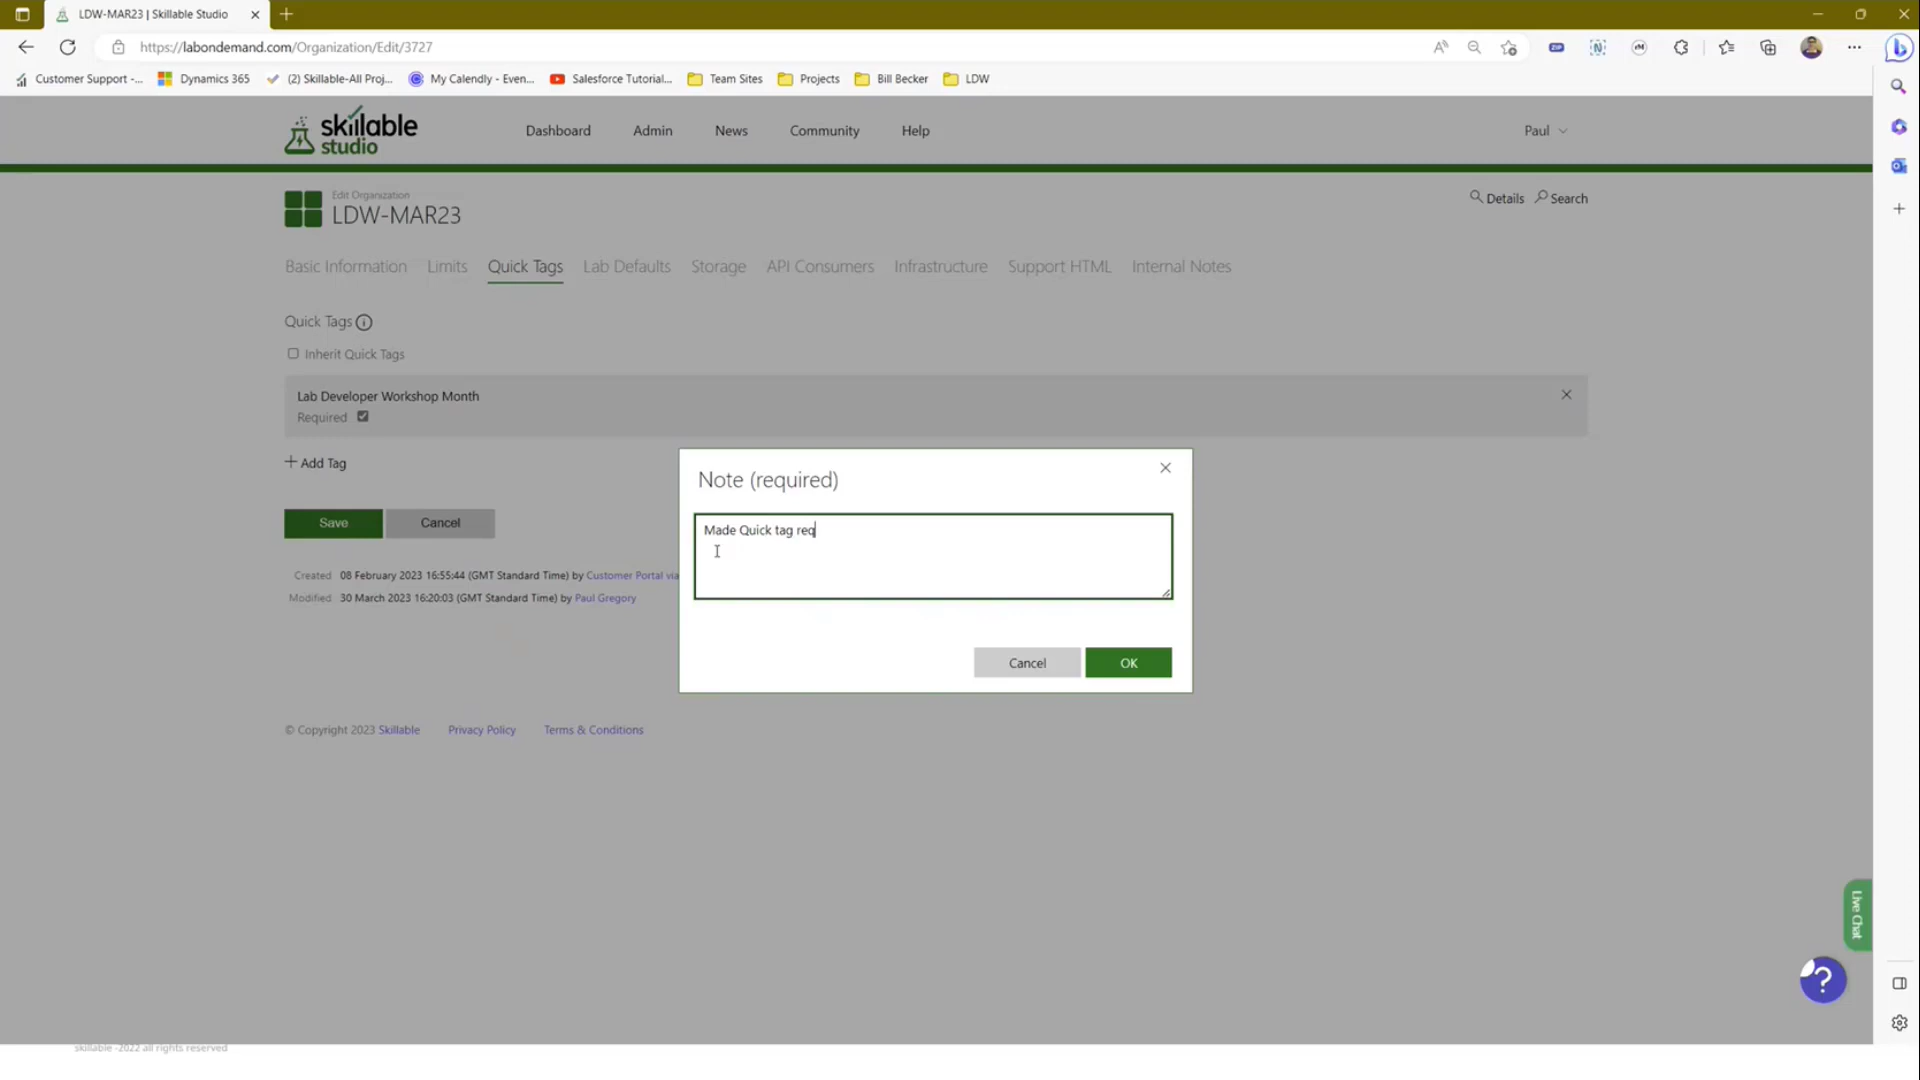 LDW-MAR23 | Skillable Studio
https://labondemand.com/Organization/Edit/3727
Customer Support -... Dynamics 365 (2) Skillable-All Proj... My Calendly - Even... Salesforce Tutorial... Team Sites Projects Bill Becker LDW
skillable studio
Dashboard Admin News Community Help Paul
Edit Organization
LDW-MAR23
Details Search
Basic Information Limits Quick Tags Lab Defaults Storage API Consumers Infrastructure Support HTML Internal Notes
Quick Tags
Inherit Quick Tags
Lab Developer Workshop Month
Required
Add Tag
Save Cancel
Created 08 February 2023 16:55:44 (GMT Standard Time) by Customer Portal via
Modified 30 March 2023 16:20:03 (GMT Standard Time) by Paul Gregory
Note (required)
Made Quick tag req
Cancel OK
© Copyright 2023 Skillable Privacy Policy Terms & Conditions
Live Chat
?
skillable -2022 all rights reserved